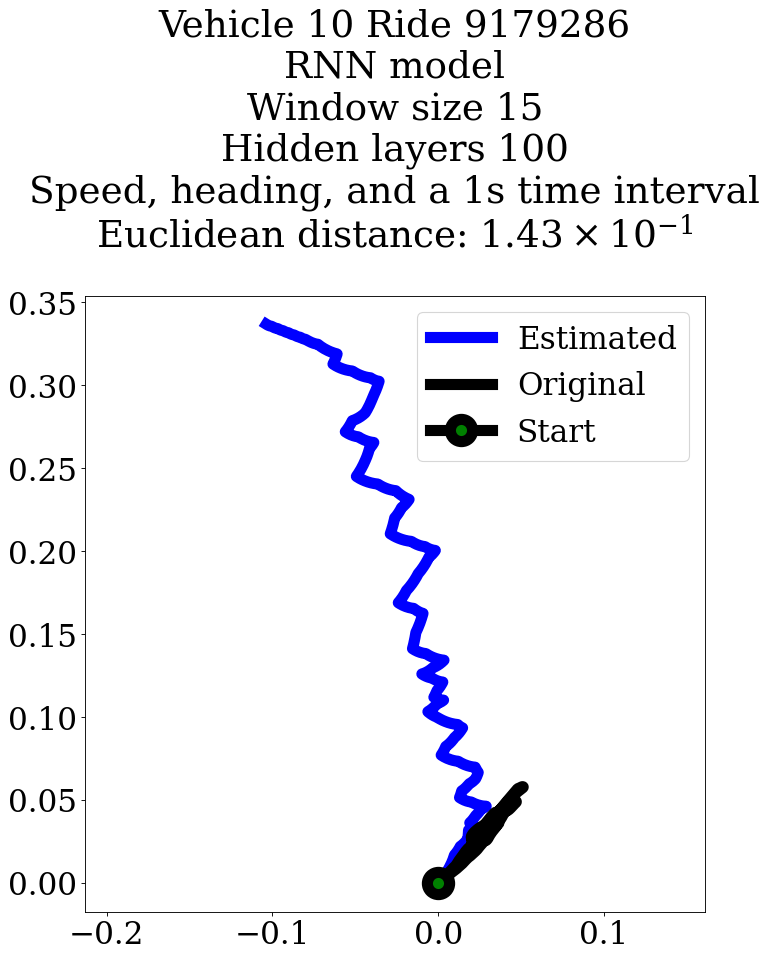 Vehicle 10 Ride 9179286
RNN model
Window size 15
Hidden layers 100
Speed, heading, and a 1s time interval
Euclidean distance: 1.43 × 10⁻¹
0.35
0.30
0.25
0.20
0.15
0.10
0.05
0.00
Estimated
Original
Start
−0.2 −0.1 0.0 0.1